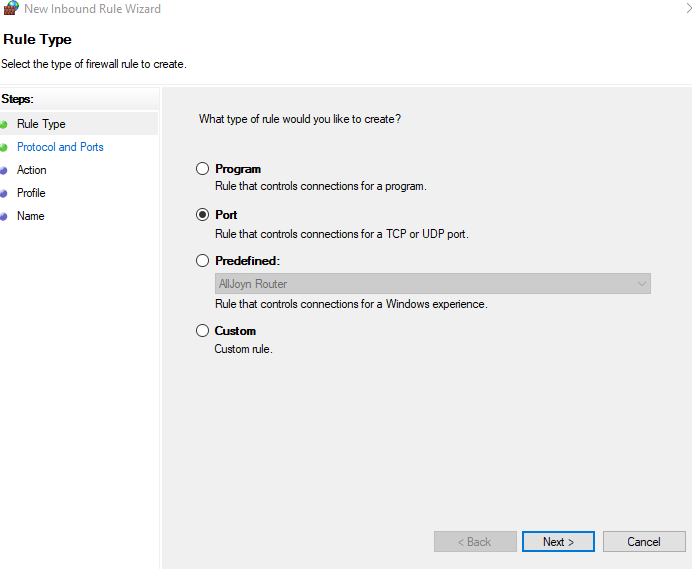 New Inbound Rule Wizard
Rule Type
Select the type of firewall rule to create.
Steps:
Rule Type
Protocol and Ports
Action
Profile
Name
What type of rule would you like to create?
Program
Rule that controls connections for a program.
Port
Rule that controls connections for a TCP or UDP port.
Predefined:
AllJoyn Router
Rule that controls connections for a Windows experience.
Custom
Custom rule.
< Back
Next >
Cancel